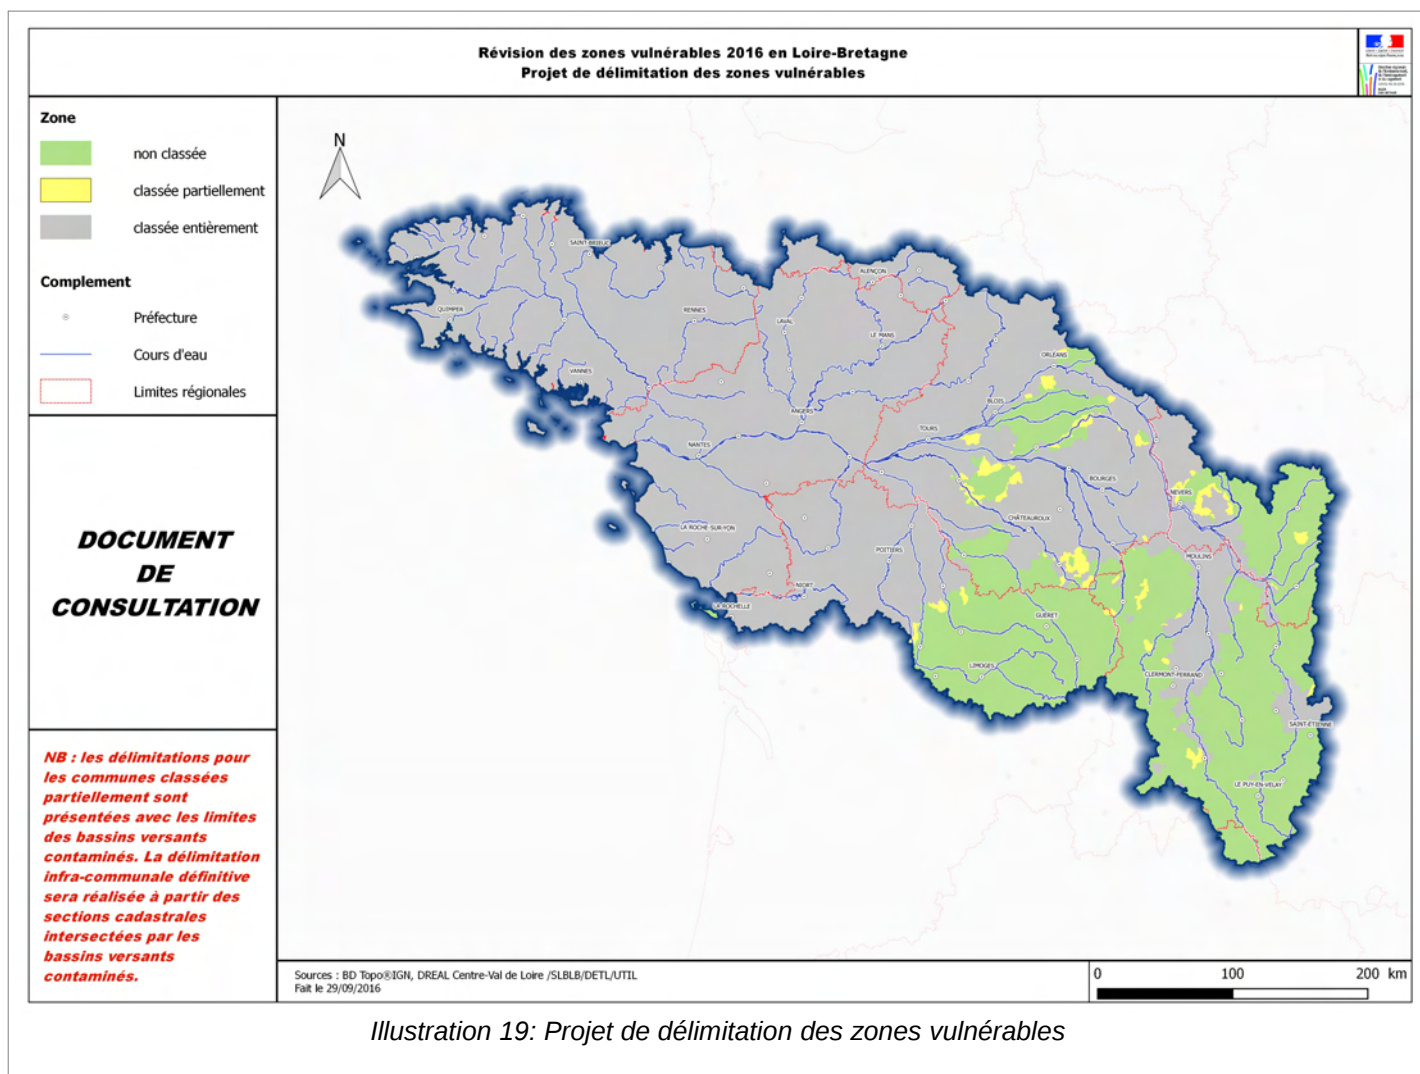 Révision des zones vulnérables 2016 en Loire-Bretagne
Projet de délimitation des zones vulnérables
Zone
non classée
classée partiellement
classée entièrement
Complement
Préfecture
Cours d'eau
Limites régionales
DOCUMENT
DE
CONSULTATION
NB : les délimitations pour
les communes classées
partiellement sont
présentées avec les limites
des bassins versants
contaminés. La délimitation
infra-communale définitive
sera réalisée à partir des
sections cadastrales
intersectées par les
bassins versants
contaminés.
N
SAINT-BRIEUC
ALENÇON
QUIMPER
RENNES
LAVAL
LE MANS
ORLÉANS
VANNES
BLOIS
ANGERS
TOURS
NANTES
BOURGES
NEVERS
CHÂTEAUROUX
LA ROCHE-SUR-YON
POITIERS
MOULINS
NIORT
LA ROCHELLE
GUÉRET
LIMOGES
CLERMONT-FERRAND
SAINT-ÉTIENNE
LE PUY-EN-VELAY
Sources : BD Topo®IGN, DREAL Centre-Val de Loire /SLBLB/DETL/UTIL
Fait le 29/09/2016
0 100 200 km
Illustration 19: Projet de délimitation des zones vulnérables